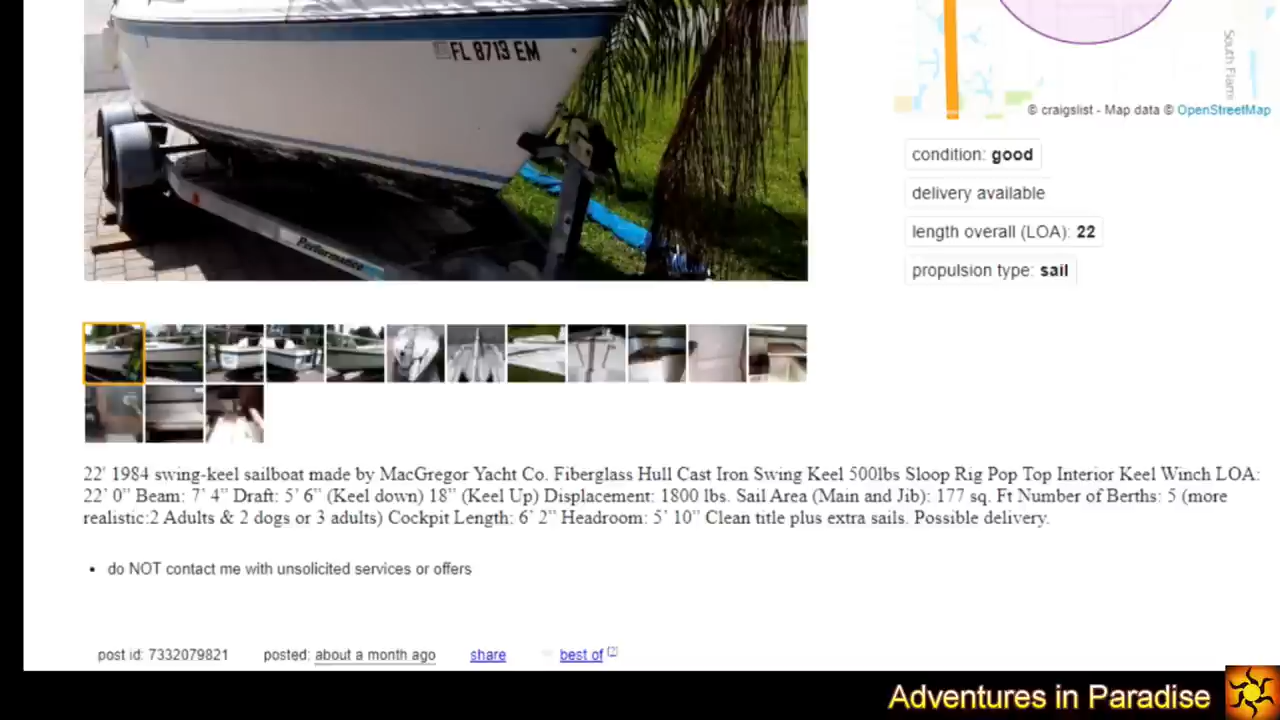 FL 8713 EM
Performance
South Flam
© craigslist - Map data © OpenStreetMap
condition: good
delivery available
length overall (LOA): 22
propulsion type: sail
22' 1984 swing-keel sailboat made by MacGregor Yacht Co. Fiberglass Hull Cast Iron Swing Keel 500lbs Sloop Rig Pop Top Interior Keel Winch LOA:
22’ 0” Beam: 7’ 4” Draft: 5’ 6” (Keel down) 18” (Keel Up) Displacement: 1800 lbs. Sail Area (Main and Jib): 177 sq. Ft Number of Berths: 5 (more
realistic:2 Adults & 2 dogs or 3 adults) Cockpit Length: 6’ 2” Headroom: 5’ 10” Clean title plus extra sails. Possible delivery.
• do NOT contact me with unsolicited services or offers
post id: 7332079821 posted: about a month ago share best of [?]
Adventures in Paradise